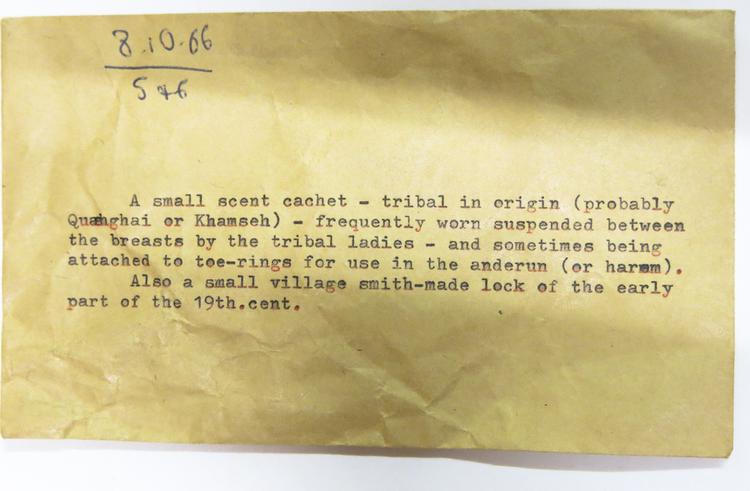 8.10.66
5 + 6
A small scent cachet - tribal in origin (probably
Quashghai or Khamseh) - frequently worn suspended between
the breasts by the tribal ladies - and sometimes being
attached to toe-rings for use in the anderun (or harem).
Also a small village smith-made lock of the early
part of the 19th.cent.